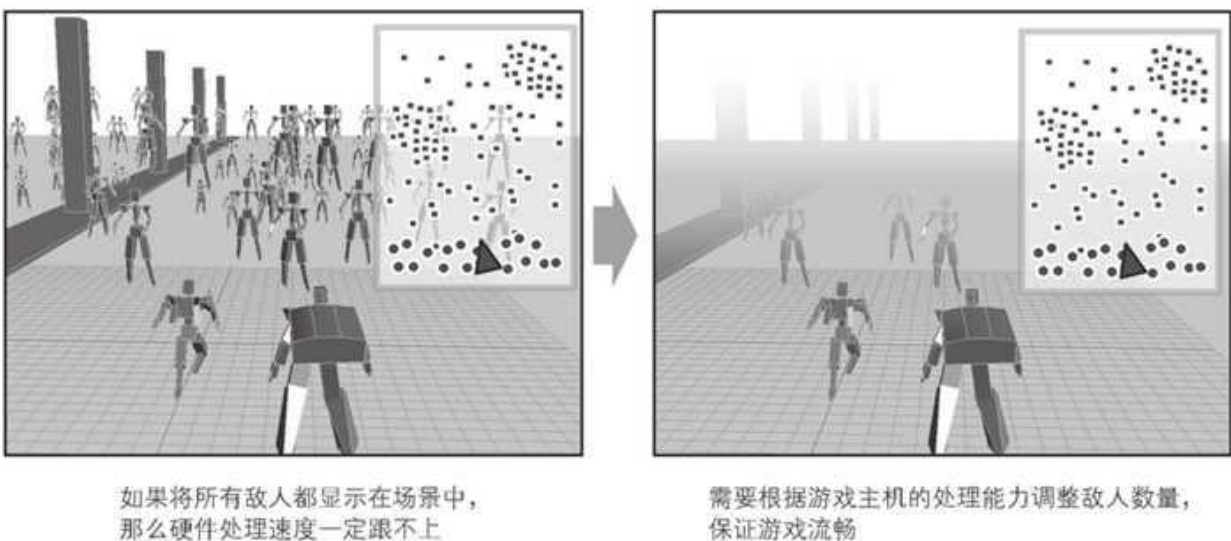 如果将所有敌人都显示在场景中，
那么硬件处理速度一定跟不上
需要根据游戏主机的处理能力调整敌人数量，
保证游戏流畅